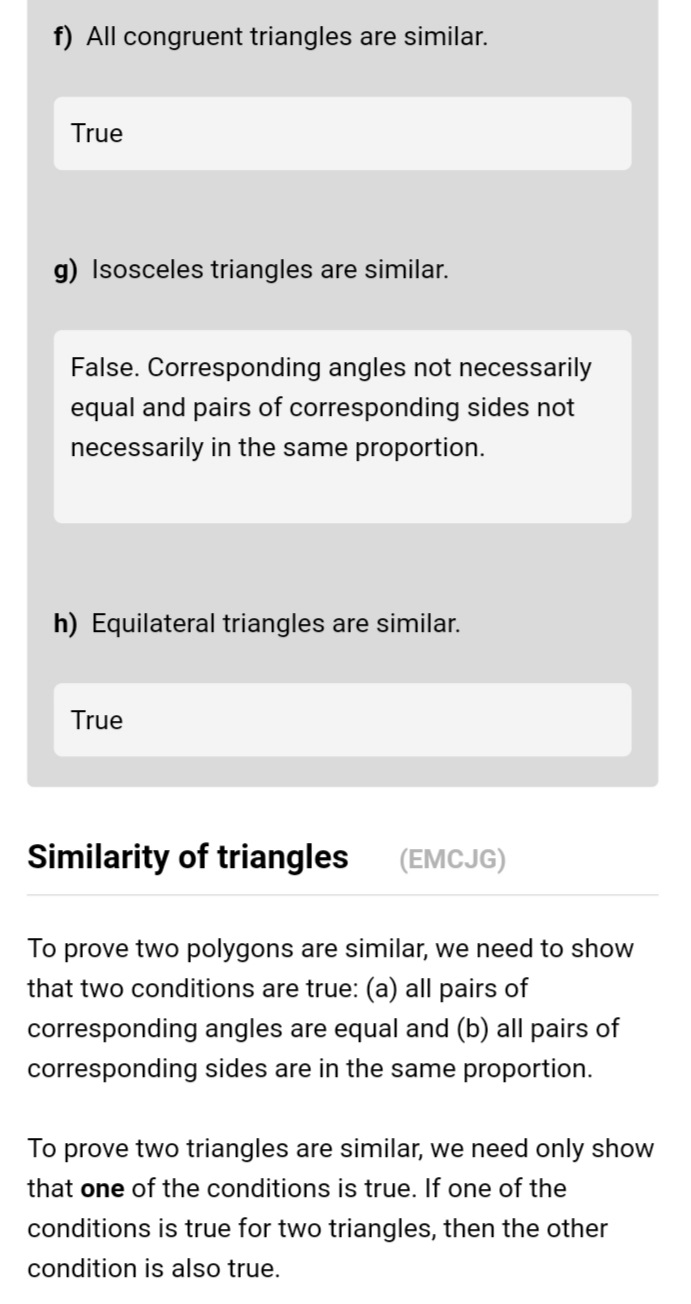 f) All congruent triangles are similar.
True
g) Isosceles triangles are similar.
False. Corresponding angles not necessarily
equal and pairs of corresponding sides not
necessarily in the same proportion.
h) Equilateral triangles are similar.
True
Similarity of triangles (EMCJG)
To prove two polygons are similar, we need to show
that two conditions are true: (a) all pairs of
corresponding angles are equal and (b) all pairs of
corresponding sides are in the same proportion.
To prove two triangles are similar, we need only show
that one of the conditions is true. If one of the
conditions is true for two triangles, then the other
condition is also true.